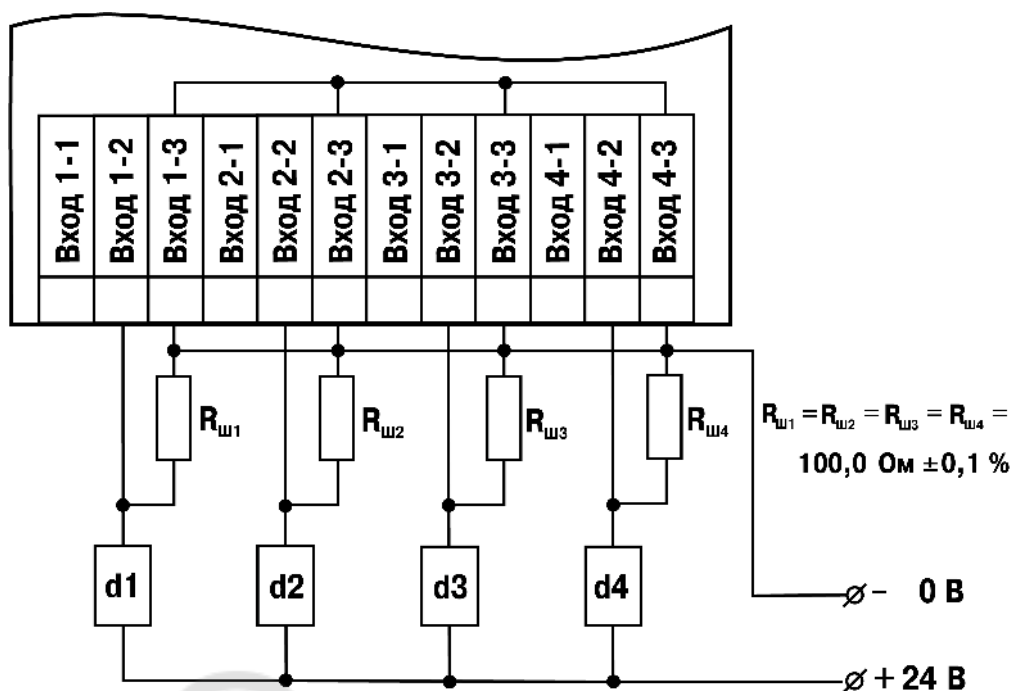 Вход 1-1
Вход 1-2
Вход 1-3
Вход 2-1
Вход 2-2
Вход 2-3
Вход 3-1
Вход 3-2
Вход 3-3
Вход 4-1
Вход 4-2
Вход 4-3
Rш1
Rш2
Rш3
Rш4
Rш1 = Rш2 = Rш3 = Rш4 =
100,0 Ом ±0,1 %
d1
d2
d3
d4
- 0 В
+ 24 В